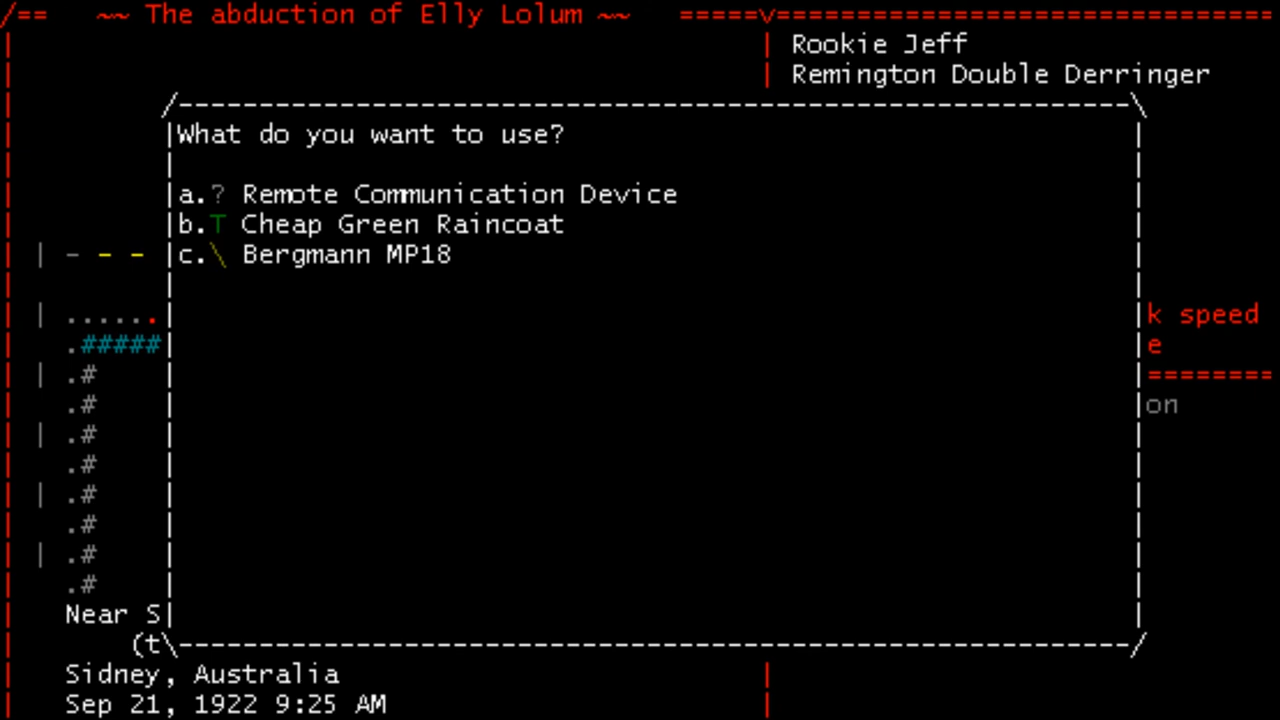 /== ~~ The abduction of Elly Lolum ~~ =====v===============================
Rookie Jeff
Remington Double Derringer
What do you want to use?
a.? Remote Communication Device
b.T Cheap Green Raincoat
c.\ Bergmann MP18
| - - -
| ....... k speed
.##### e
| .# ========
.# on
| .#
.#
| .#
.#
| .#
.#
Near S
(t
Sidney, Australia
Sep 21, 1922 9:25 AM